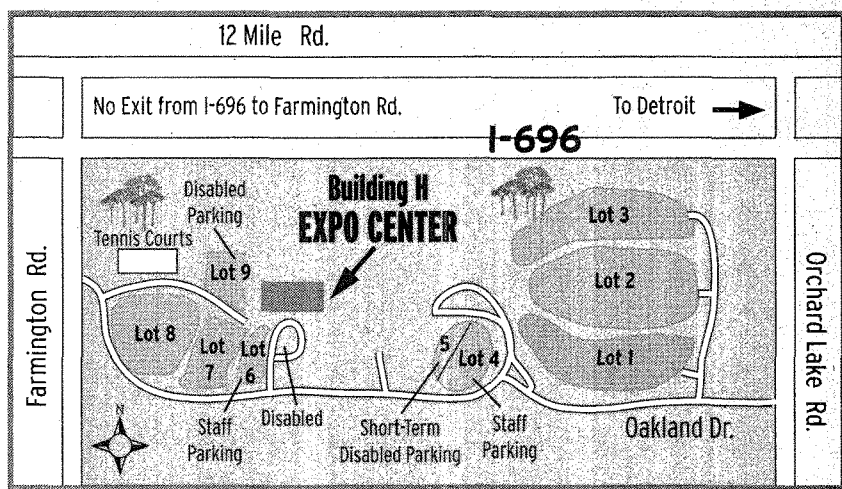 12 Mile Rd.
No Exit from I-696 to Farmington Rd.
To Detroit
I-696
Disabled
Parking
Building H
EXPO CENTER
Tennis Courts
Lot 9
Lot 3
Lot 2
Lot 1
Lot 8
Lot
7
Lot
6
5
Lot 4
Staff
Parking
Disabled
Short-Term
Disabled Parking
Staff
Parking
Oakland Dr.
Farmington Rd.
Orchard Lake Rd.
N